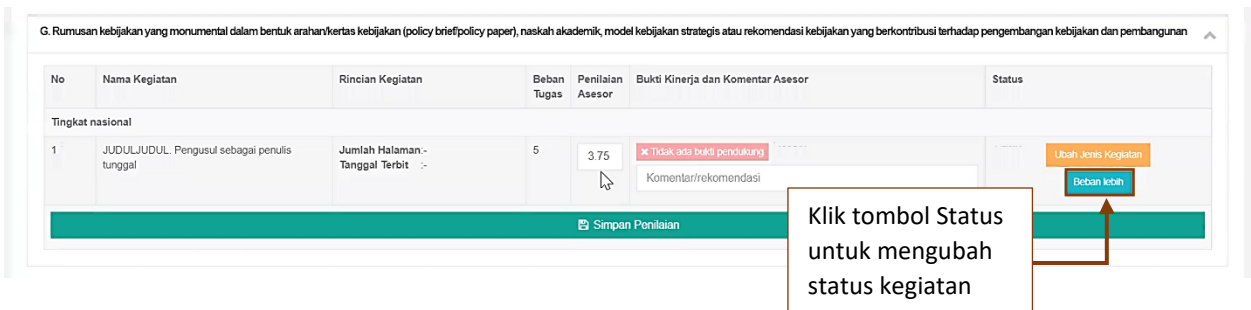 G. Rumusan kebijakan yang monumental dalam bentuk arahan/kertas kebijakan (policy brief/policy paper), naskah akademik, model kebijakan strategis atau rekomendasi kebijakan yang berkontribusi terhadap pengembangan kebijakan dan pembangunan
No Nama Kegiatan Rincian Kegiatan Beban Tugas Penilaian Asesor Bukti Kinerja dan Komentar Asesor Status
Tingkat nasional
1 JUDULJUDUL. Pengusul sebagai penulis tunggal Jumlah Halaman:- 5 3.75 Tidak ada bukti pendukung Ubah Jenis Kegiatan
Tanggal Terbit :- Komentar/rekomendasi Beban lebih
Simpan Penilaian
Klik tombol Status
untuk mengubah
status kegiatan